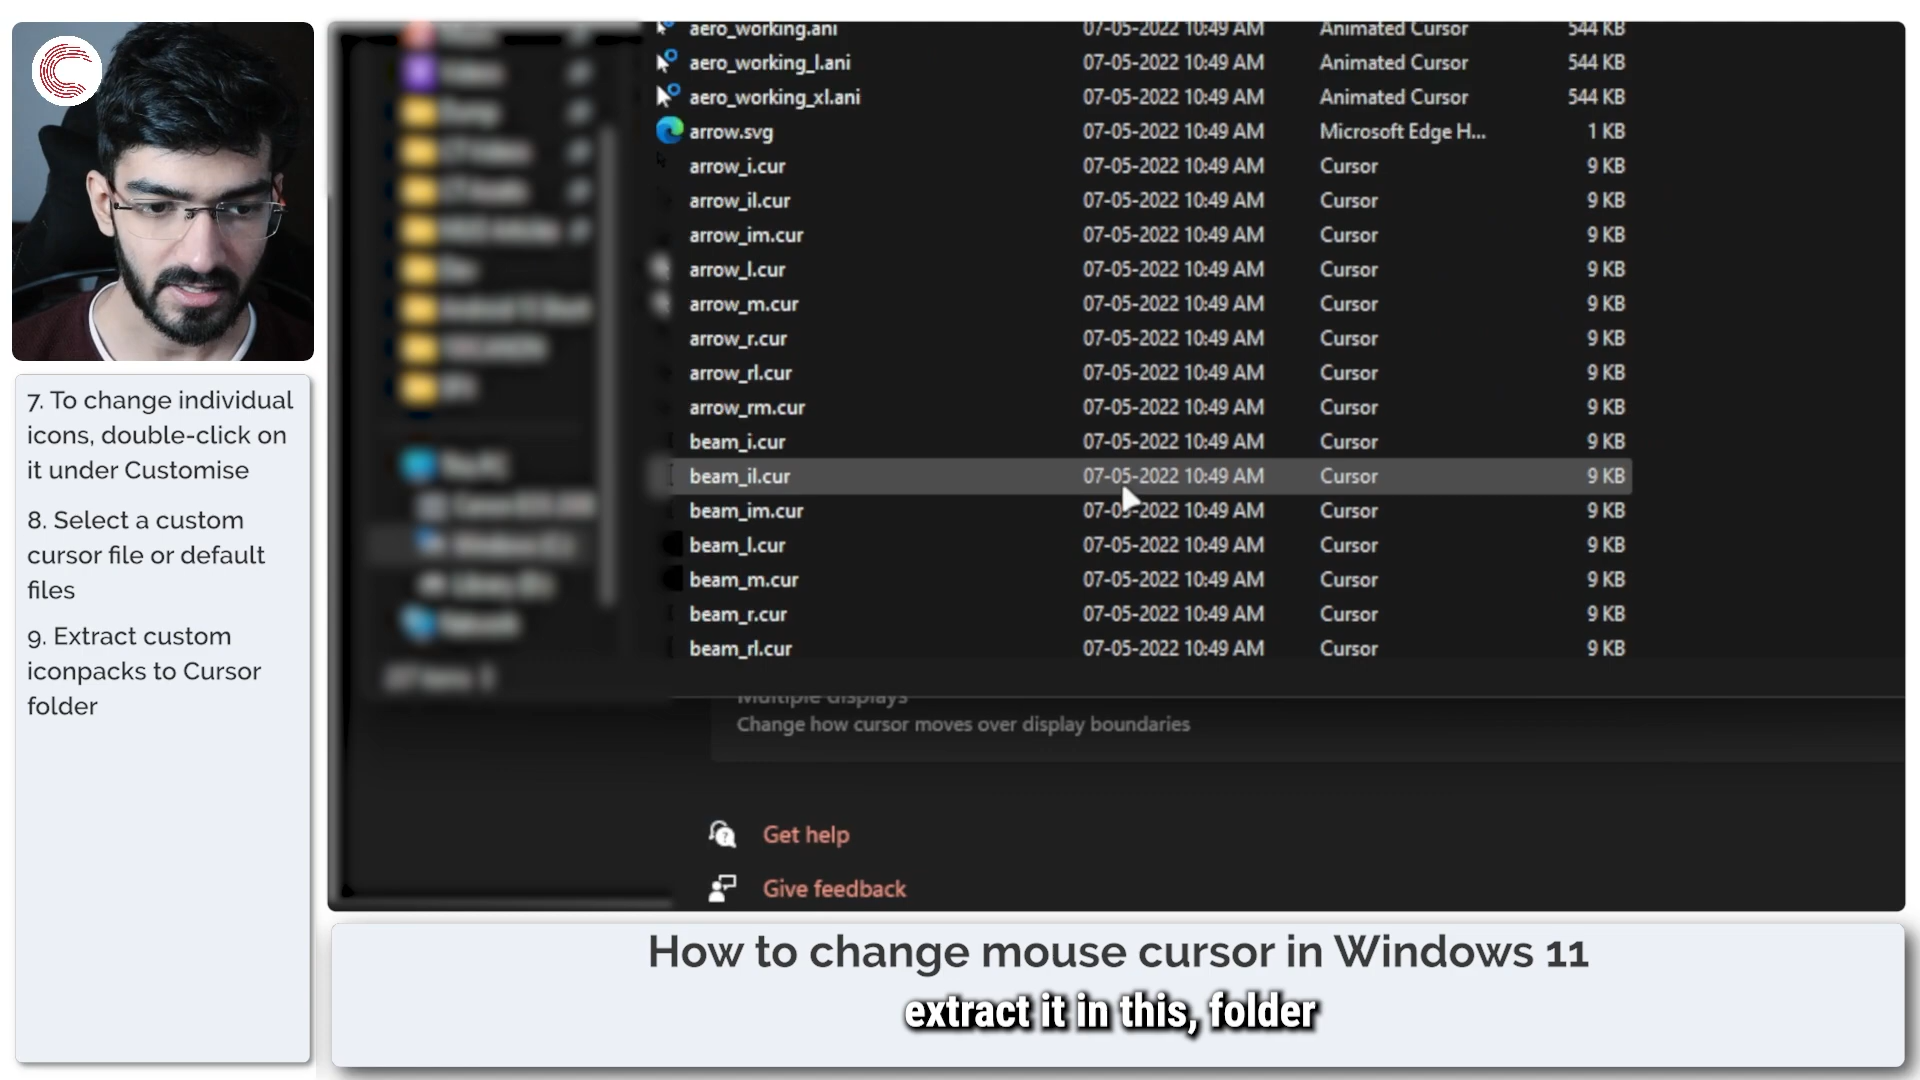 aero_working.ani 07-05-2022 10:49 AM Animated Cursor 544 KB
aero_working_l.ani 07-05-2022 10:49 AM Animated Cursor 544 KB
aero_working_xl.ani 07-05-2022 10:49 AM Animated Cursor 544 KB
arrow.svg 07-05-2022 10:49 AM Microsoft Edge H... 1 KB
arrow_i.cur 07-05-2022 10:49 AM Cursor 9 KB
arrow_il.cur 07-05-2022 10:49 AM Cursor 9 KB
arrow_im.cur 07-05-2022 10:49 AM Cursor 9 KB
arrow_l.cur 07-05-2022 10:49 AM Cursor 9 KB
arrow_m.cur 07-05-2022 10:49 AM Cursor 9 KB
arrow_r.cur 07-05-2022 10:49 AM Cursor 9 KB
arrow_rl.cur 07-05-2022 10:49 AM Cursor 9 KB
arrow_rm.cur 07-05-2022 10:49 AM Cursor 9 KB
beam_i.cur 07-05-2022 10:49 AM Cursor 9 KB
beam_il.cur 07-05-2022 10:49 AM Cursor 9 KB
beam_im.cur 07-05-2022 10:49 AM Cursor 9 KB
beam_l.cur 07-05-2022 10:49 AM Cursor 9 KB
beam_m.cur 07-05-2022 10:49 AM Cursor 9 KB
beam_r.cur 07-05-2022 10:49 AM Cursor 9 KB
beam_rl.cur 07-05-2022 10:49 AM Cursor 9 KB
Multiple displays
Change how cursor moves over display boundaries
Get help
Give feedback
7. To change individual
icons, double-click on
it under Customise
8. Select a custom
cursor file or default
files
9. Extract custom
iconpacks to Cursor
folder
How to change mouse cursor in Windows 11
extract it in this, folder